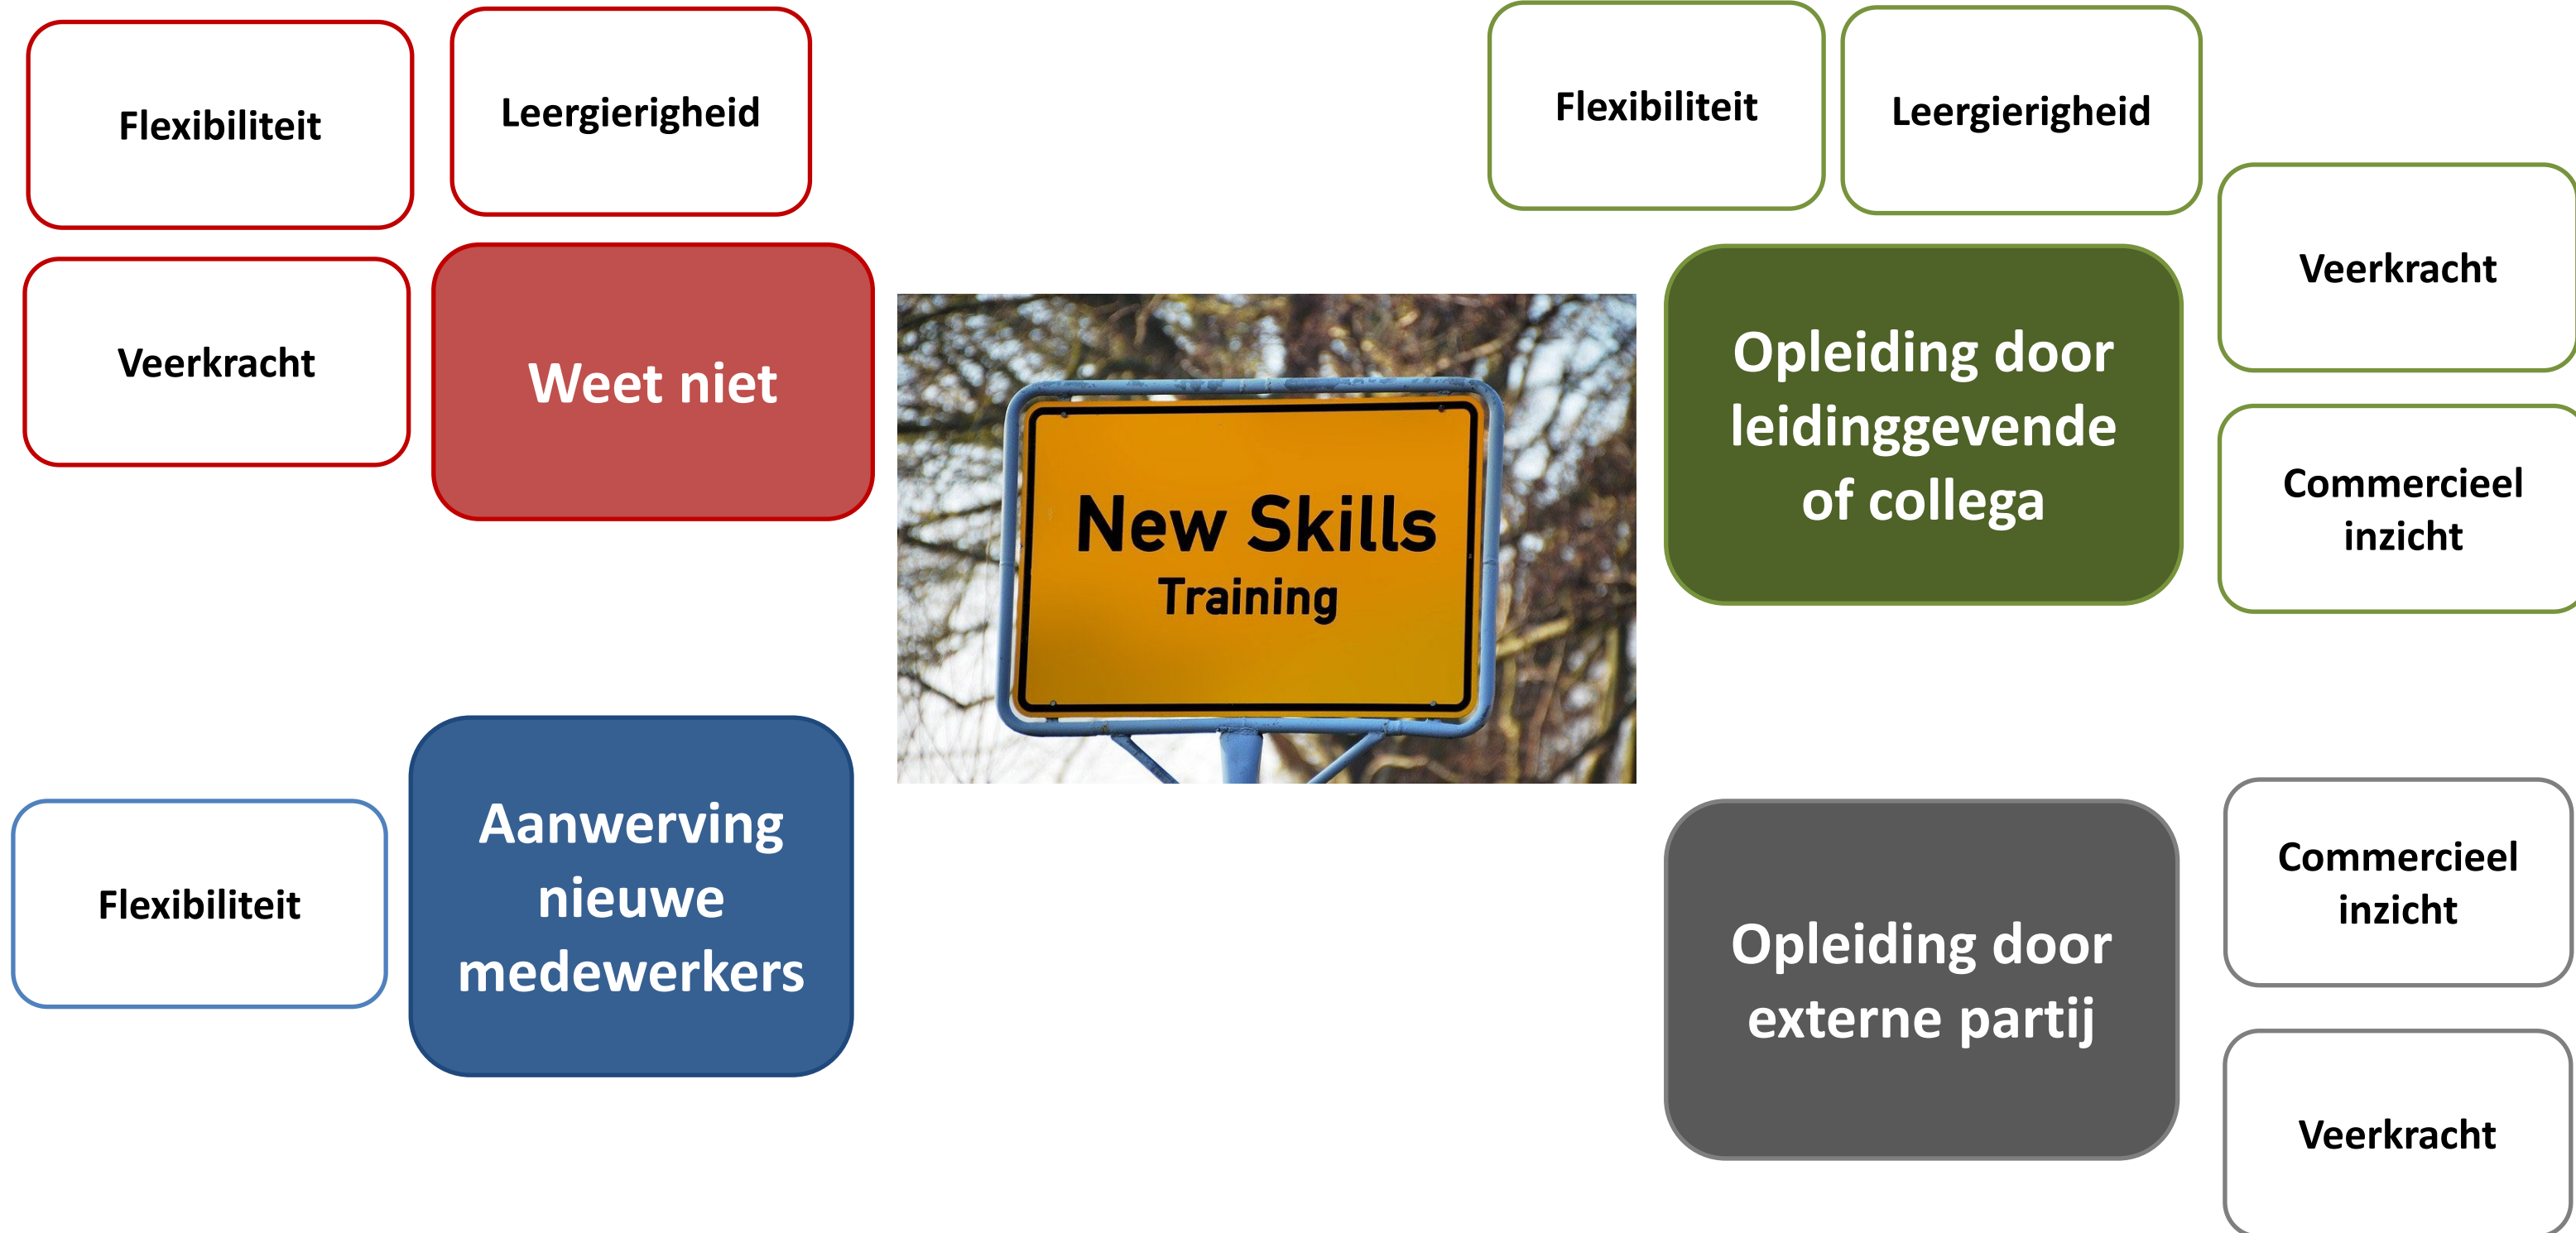 Flexibiliteit
Leergierigheid
Veerkracht
Weet niet
Flexibiliteit
Leergierigheid
Veerkracht
Opleiding door
leidinggevende
of collega
Commercieel
inzicht
New Skills
Training
Flexibiliteit
Aanwerving
nieuwe
medewerkers
Opleiding door
externe partij
Commercieel
inzicht
Veerkracht